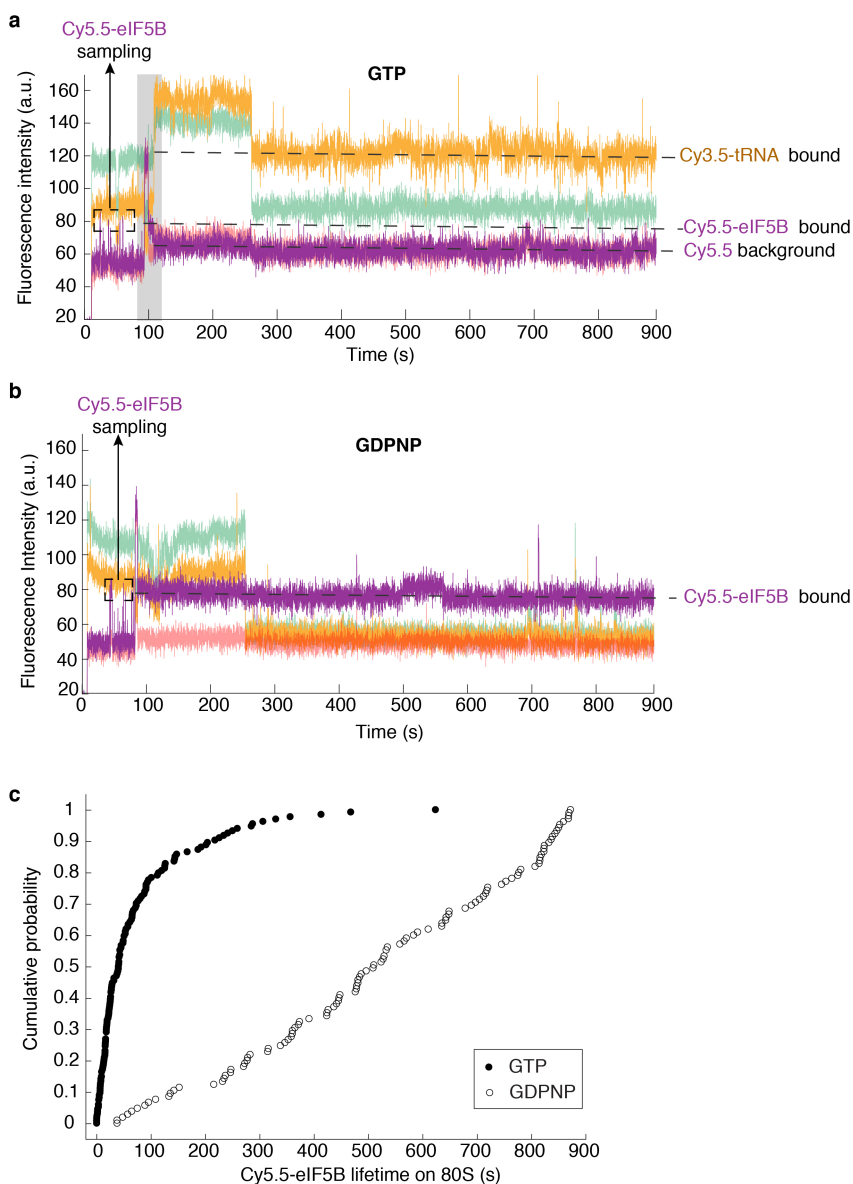 a
Cy5.5-eIF5B
sampling
GTP
Fluorescence intensity (a.u.)
160
140
120
100
80
60
40
20
Cy3.5-tRNA bound
Cy5.5-eIF5B bound
Cy5.5 background
0 100 200 300 400 500 600 700 800 900
Time (s)
b
Cy5.5-eIF5B
sampling
GDPNP
Fluorescence Intensity (a.u.)
160
140
120
100
80
60
40
20
Cy5.5-eIF5B bound
0 100 200 300 400 500 600 700 800 900
Time (s)
c
Cumulative probability
1
0.9
0.8
0.7
0.6
0.5
0.4
0.3
0.2
0.1
0
GTP
GDPNP
0 100 200 300 400 500 600 700 800 900
Cy5.5-eIF5B lifetime on 80S (s)